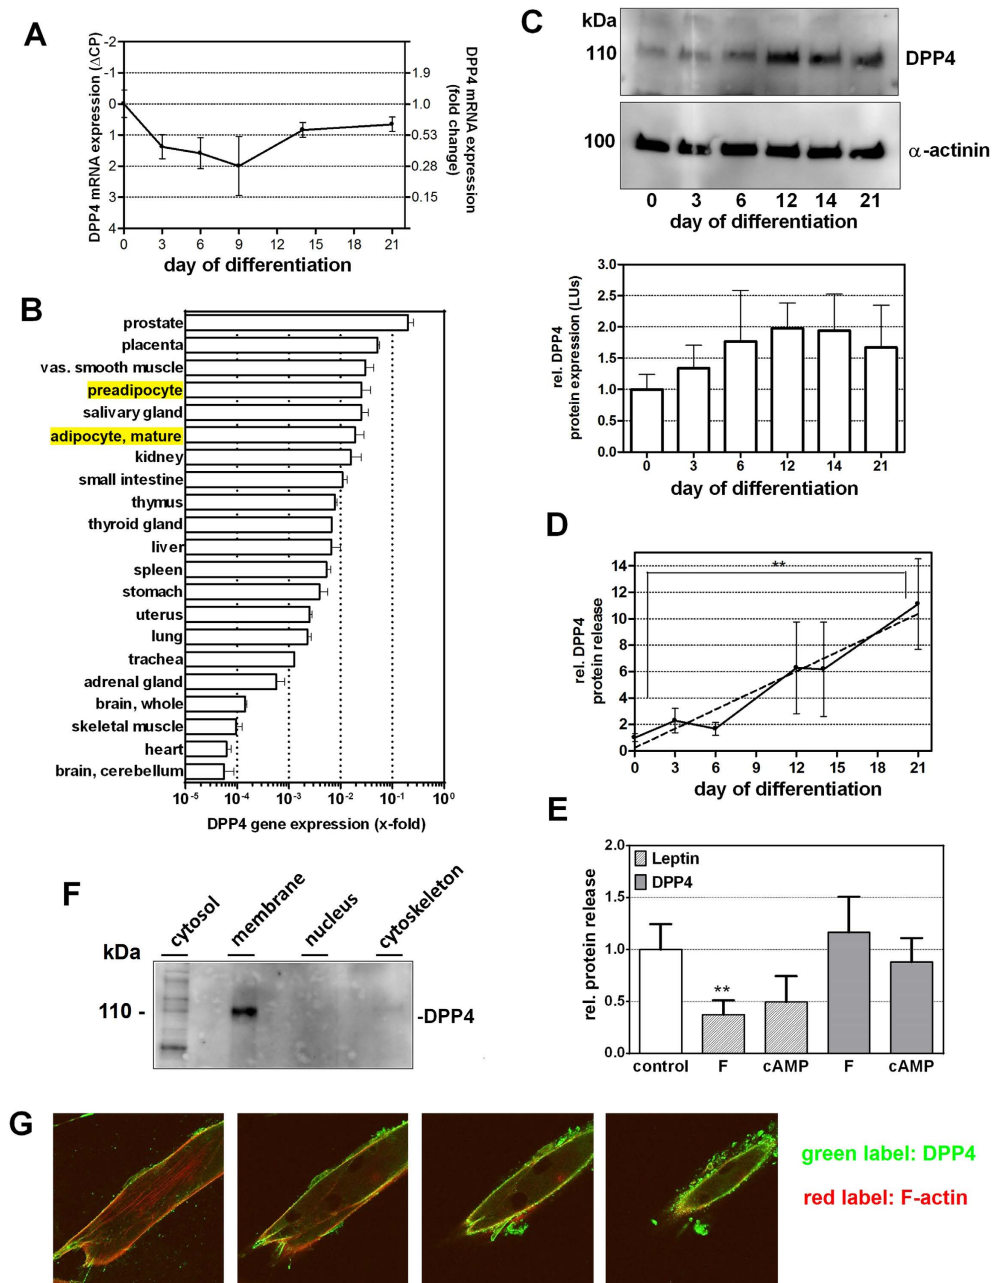 A
DPP4 mRNA expression (ΔCP)
-2
-1
0
1
2
3
4
1.9
1.0
0.53
0.28
0.15
DPP4 mRNA expression
(fold change)
0 3 6 9 12 15 18 21
day of differentiation
B
prostate
placenta
vas. smooth muscle
preadipocyte
salivary gland
adipocyte, mature
kidney
small intestine
thymus
thyroid gland
liver
spleen
stomach
uterus
lung
trachea
adrenal gland
brain, whole
skeletal muscle
heart
brain, cerebellum
10⁻⁵ 10⁻⁴ 10⁻³ 10⁻² 10⁻¹ 10⁰
DPP4 gene expression (x-fold)
C
kDa
110
DPP4
100
α-actinin
0 3 6 12 14 21
day of differentiation
rel. DPP4
protein expression (LUs)
3.0
2.5
2.0
1.5
1.0
0.5
0.0
0 3 6 12 14 21
day of differentiation
D
rel. DPP4
protein release
14
12
10
8
6
4
2
0
**
0 3 6 9 12 15 18 21
day of differentiation
E
rel. protein release
2.0
1.5
1.0
0.5
0.0
Leptin
DPP4
**
control F cAMP F cAMP
F
cytosol membrane nucleus cytoskeleton
kDa
110 -
-DPP4
G
green label: DPP4
red label: F-actin